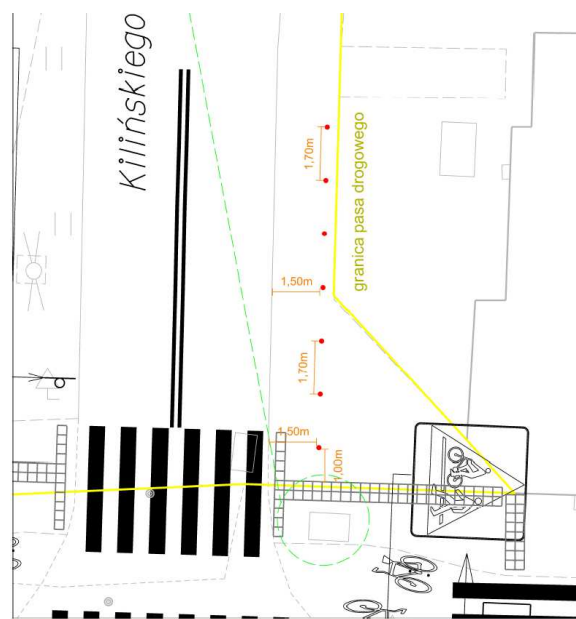 Kilińskiego
1,70m
granica pasa drogowego
1,50m
1,70m
1,50m
1,00m